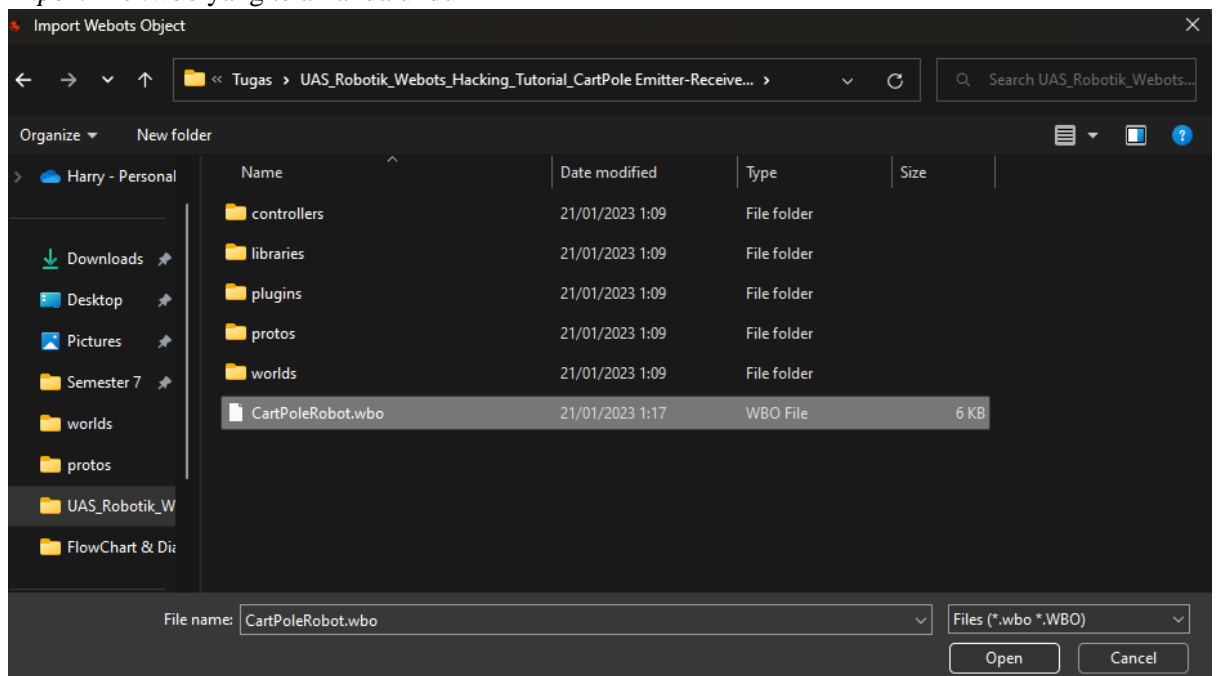 Import Webots Object
« Tugas > UAS_Robotik_Webots_Hacking_Tutorial_CartPole Emitter-Receive... >
Search UAS_Robotik_Webots...
Organize
New folder
Harry - Personal
Downloads
Desktop
Pictures
Semester 7
worlds
protos
UAS_Robotik_W
FlowChart & Dia
Name Date modified Type Size
controllers 21/01/2023 1:09 File folder
libraries 21/01/2023 1:09 File folder
plugins 21/01/2023 1:09 File folder
protos 21/01/2023 1:09 File folder
worlds 21/01/2023 1:09 File folder
CartPoleRobot.wbo 21/01/2023 1:17 WBO File 6 KB
File name: CartPoleRobot.wbo Files (*.wbo *.WBO)
Open Cancel